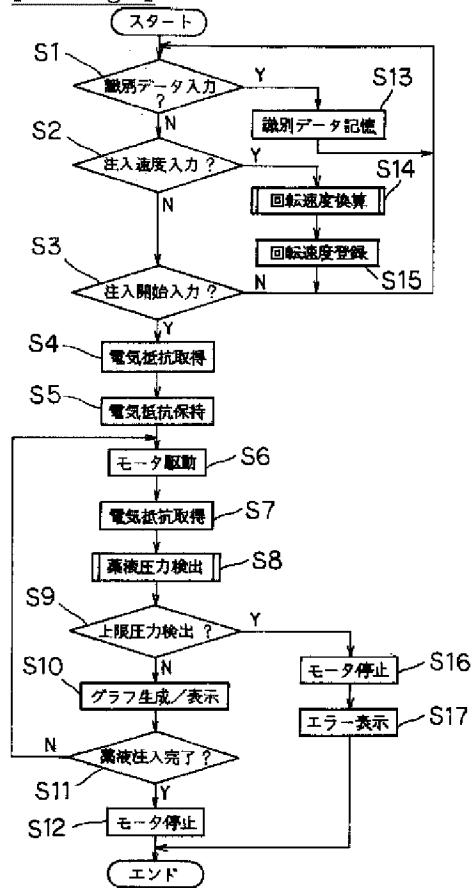 スタート
S1
識別データ入力
?
Y
N
S13
識別データ記憶
S2
注入速度入力?
Y
N
S14
回転速度換算
回転速度登録
S15
S3
注入開始入力?
N
Y
S4
電気抵抗取得
S5
電気抵抗保持
モータ駆動
S6
電気抵抗取得
S7
薬液圧力検出
S8
S9
上限圧力検出?
Y
N
S10
グラフ生成/表示
モータ停止
S16
エラー表示
S17
N
薬液注入完了?
S11
Y
S12
モータ停止
エンド